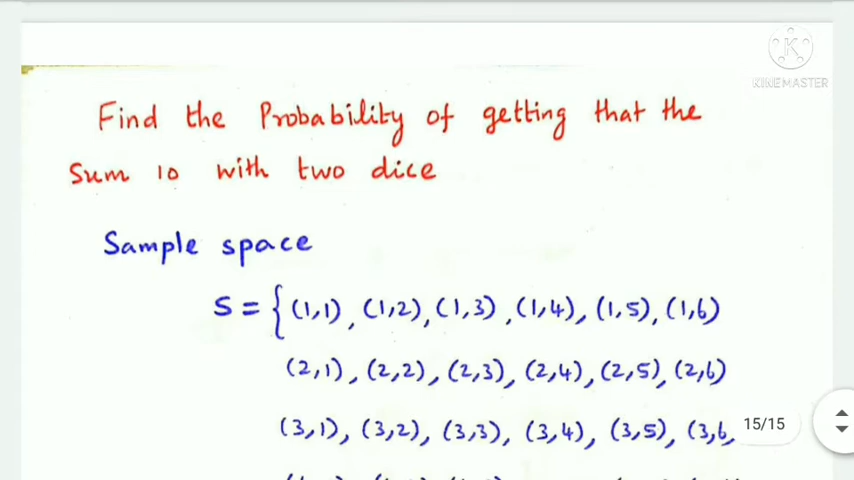 K
KINEMASTER
Find the Probability of getting that the
Sum 10 with two dice
Sample space
S = { (1,1), (1,2), (1,3), (1,4), (1,5), (1,6)
(2,1), (2,2), (2,3), (2,4), (2,5), (2,6)
(3,1), (3,2), (3,3), (3,4), (3,5), (3,6,
15/15